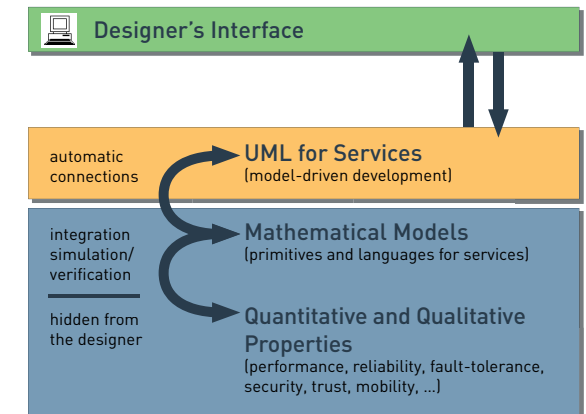 Designer’s Interface
automatic
connections
UML for Services
(model-driven development)
integration
simulation/
verification
hidden from
the designer
Mathematical Models
(primitives and languages for services)
Quantitative and Qualitative
Properties
(performance, reliability, fault-tolerance,
security, trust, mobility, ...)